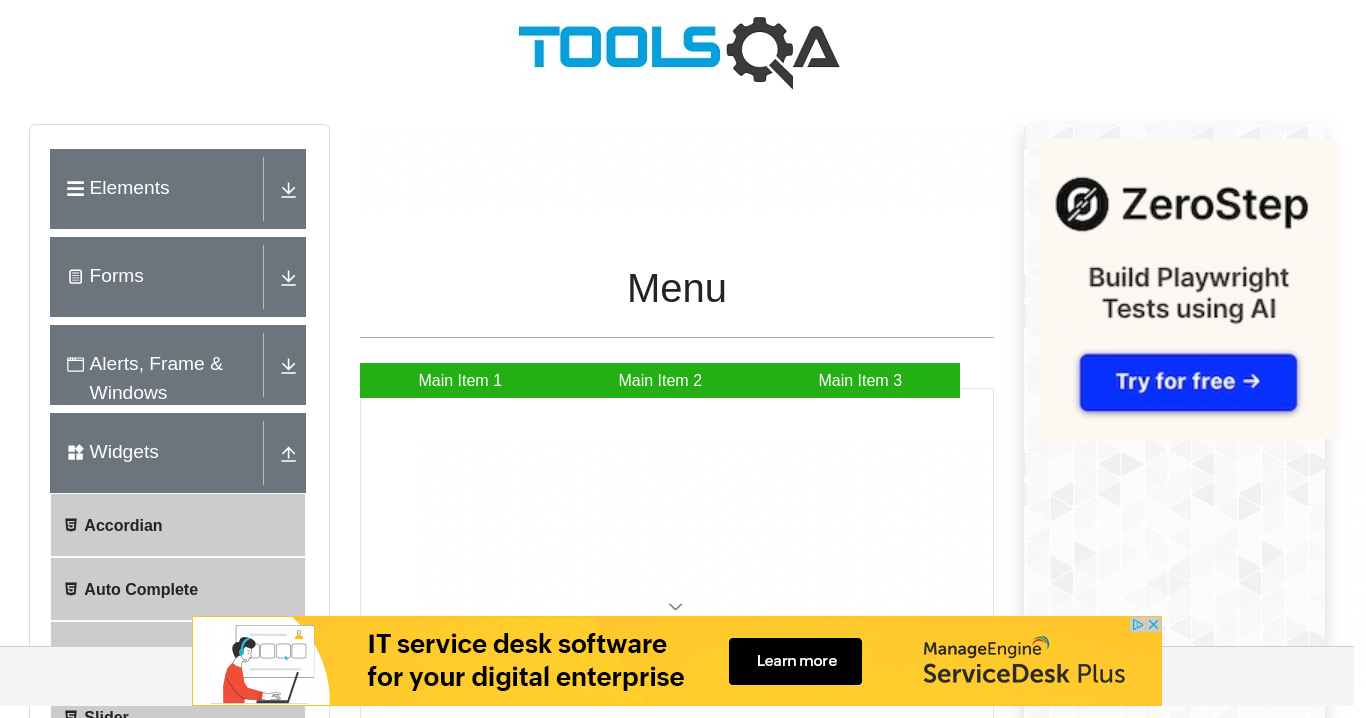 TOOLSQA
Elements
Forms
Alerts, Frame &
Windows
Widgets
Accordian
Auto Complete
Slider
Menu
Main Item 1
Main Item 2
Main Item 3
ZeroStep
Build Playwright
Tests using AI
Try for free →
IT service desk software
for your digital enterprise
Learn more
ManageEngine
ServiceDesk Plus